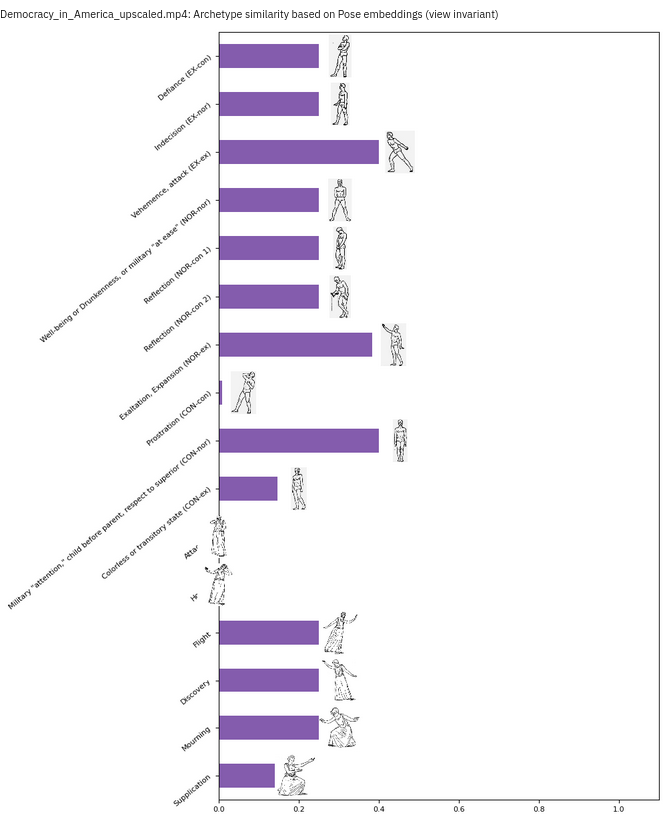 Democracy_in_America_upscaled.mp4: Archetype similarity based on Pose embeddings (view invariant)
Defiance (EX-con)
Indecision (EX-nor)
Vehemence, attack (EX-ex)
Well-being or Drunkenness, or military "at ease" (NOR-nor)
Reflection (NOR-con 1)
Reflection (NOR-con 2)
Exaltation, Expansion (NOR-ex)
Prostration (CON-con)
Military "attention," child before parent, respect to superior (CON-nor)
Colorless or transitory state (CON-ex)
Flight
Discovery
Mourning
Supplication
0.0 0.2 0.4 0.6 0.8 1.0